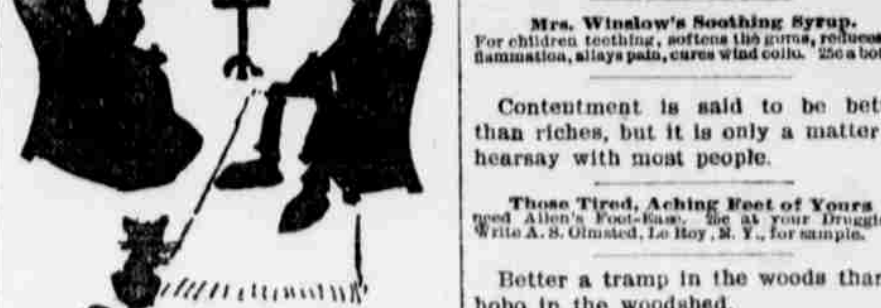 Mrs. Winslow's Soothing Syrup.
For children teething, softens the gums, reduces
flammation, allays pain, cures wind colic. 25c a bot
Contentment is said to be bet
than riches, but it is only a matter
hearsay with most people.
Those Tired, Aching Feet of Yours
need Allen's Foot-Ease. 25c at your Druggi
Write A. S. Olmsted, Le Roy, N. Y., for sample.
Better a tramp in the woods than
hobo in the woodshed.